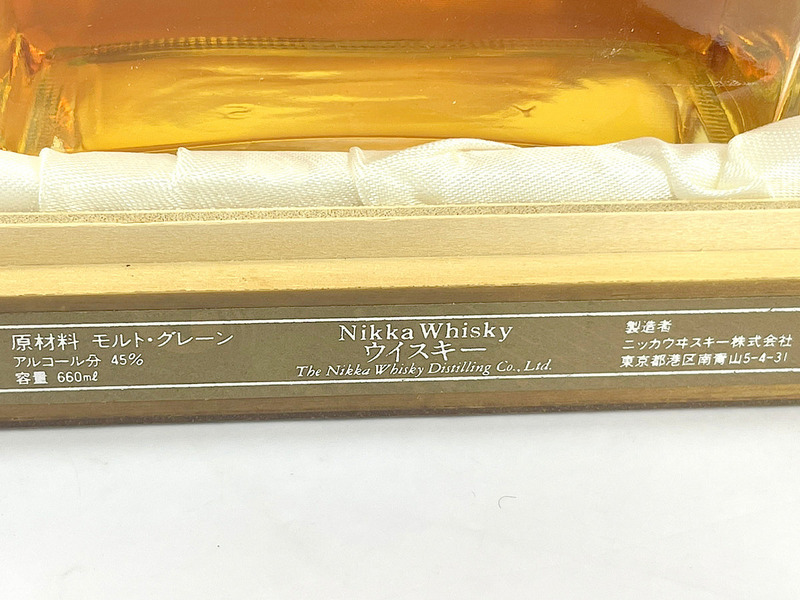 原材料 モルト・グレーン
アルコール分 45%
容量 660mℓ
Nikka Whisky
ウイスキー
The Nikka Whisky Distilling Co., Ltd.
製造者
ニッカウヰスキー株式会社
東京都港区南青山5-4-31